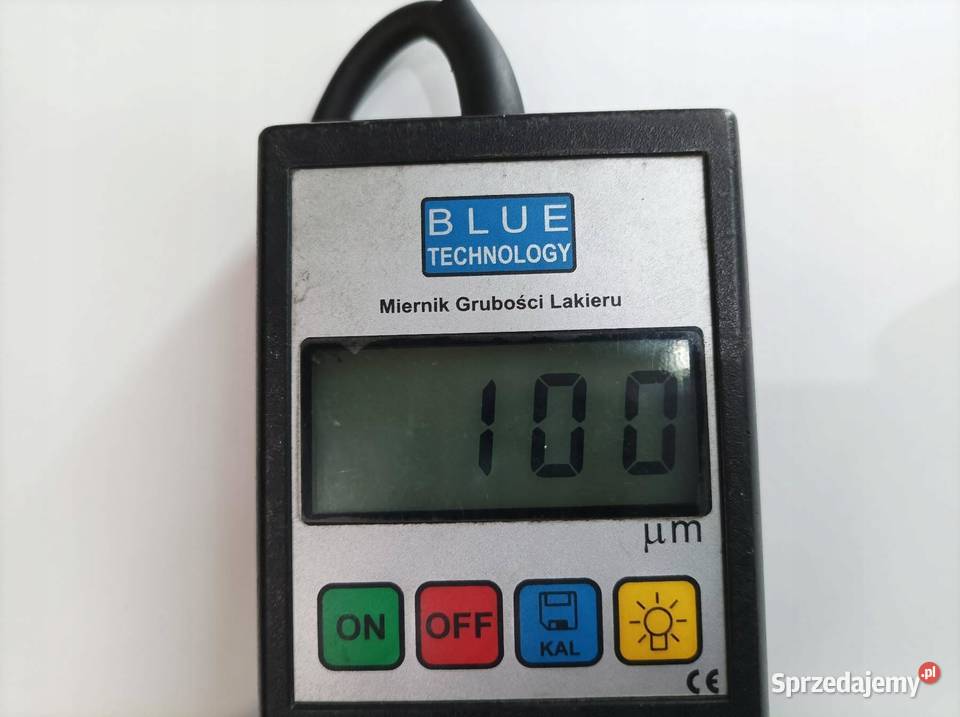 BLUE
TECHNOLOGY
Miernik Grubości Lakieru
100
μm
ON
OFF
KAL
CE
Sprzedajemy.pl